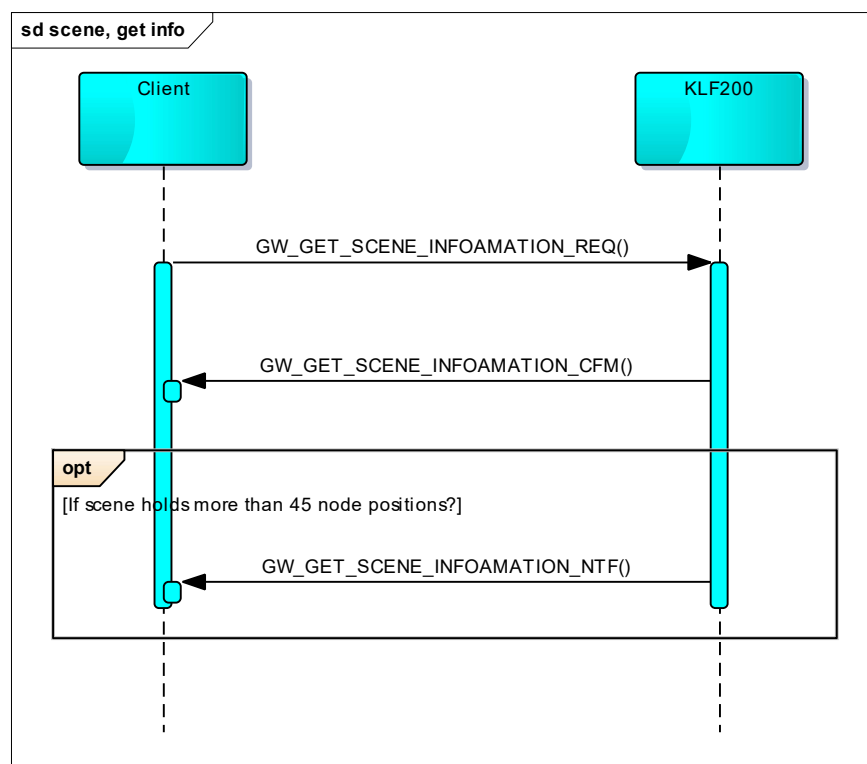 sd scene, get info
Client
KLF200
GW_GET_SCENE_INFOAMATION_REQ()
GW_GET_SCENE_INFOAMATION_CFM()
opt
[If scene holds more than 45 node positions?]
GW_GET_SCENE_INFOAMATION_NTF()